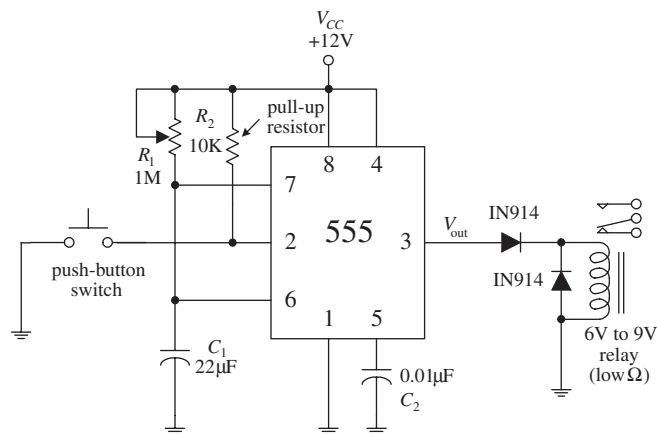 V_CC
+12V
R_2
10K
pull-up
resistor
R_1
1M
8
4
7
2
6
555
3
1
5
V_out
IN914
IN914
push-button
switch
C_1
22μF
0.01μF
C_2
6V to 9V
relay
(low Ω)